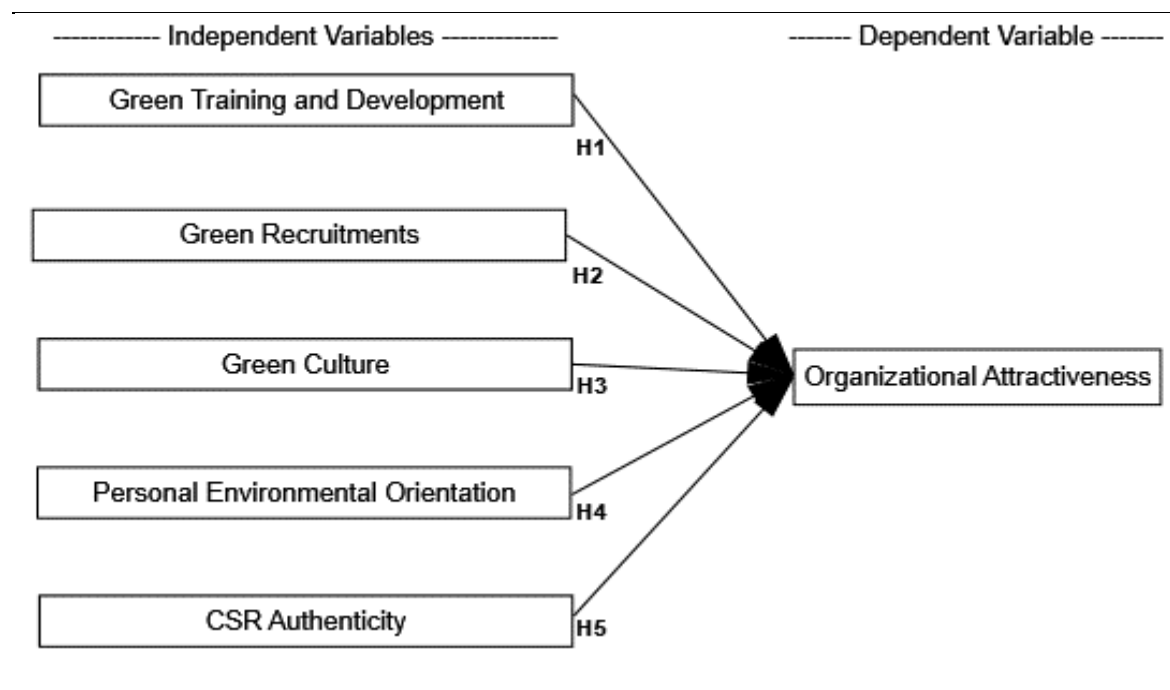 ------------ Independent Variables -------------
------- Dependent Variable -------
Green Training and Development
H1
Green Recruitments
H2
Green Culture
H3
Organizational Attractiveness
Personal Environmental Orientation
H4
CSR Authenticity
H5